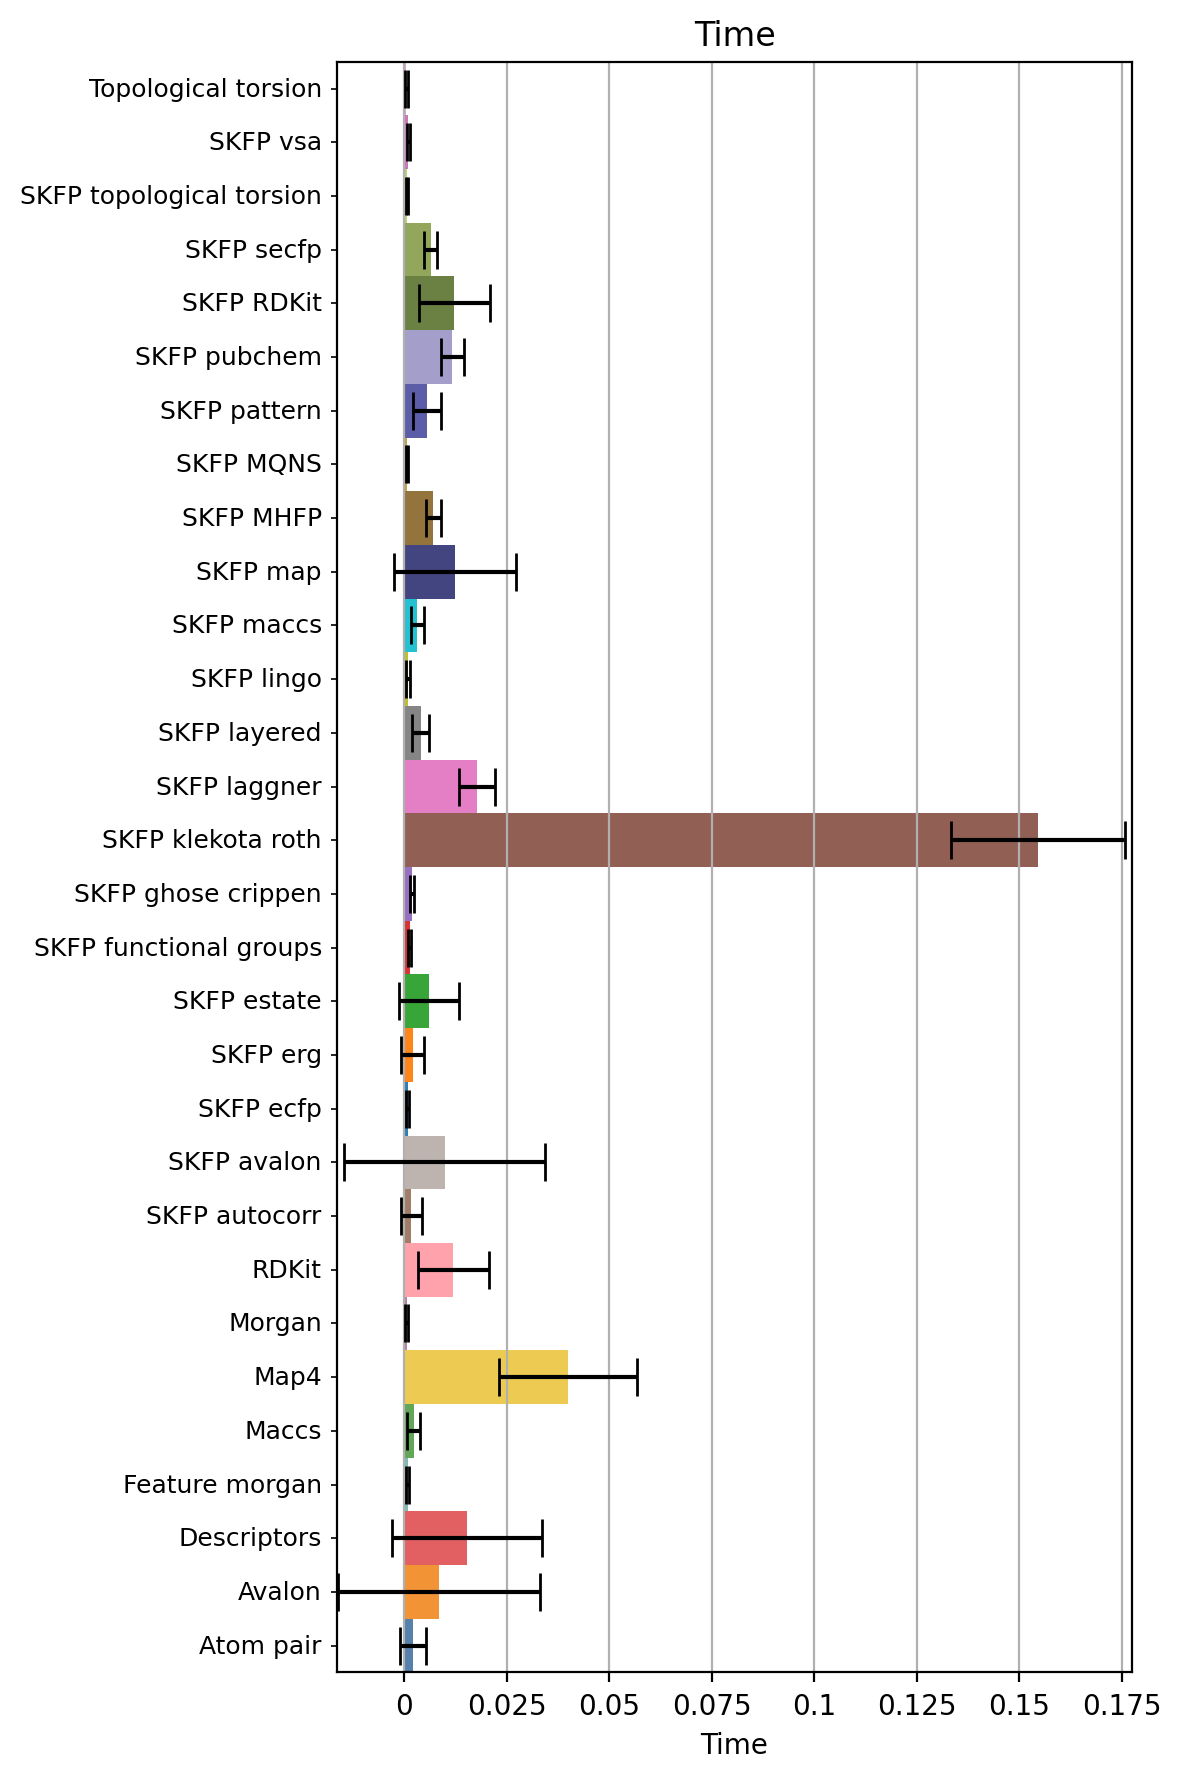 Time
Topological torsion
SKFP vsa
SKFP topological torsion
SKFP secfp
SKFP RDKit
SKFP pubchem
SKFP pattern
SKFP MQNS
SKFP MHFP
SKFP map
SKFP maccs
SKFP lingo
SKFP layered
SKFP laggner
SKFP klekota roth
SKFP ghose crippen
SKFP functional groups
SKFP estate
SKFP erg
SKFP ecfp
SKFP avalon
SKFP autocorr
RDKit
Morgan
Map4
Maccs
Feature morgan
Descriptors
Avalon
Atom pair
0 0.025 0.05 0.075 0.1 0.125 0.15 0.175
Time